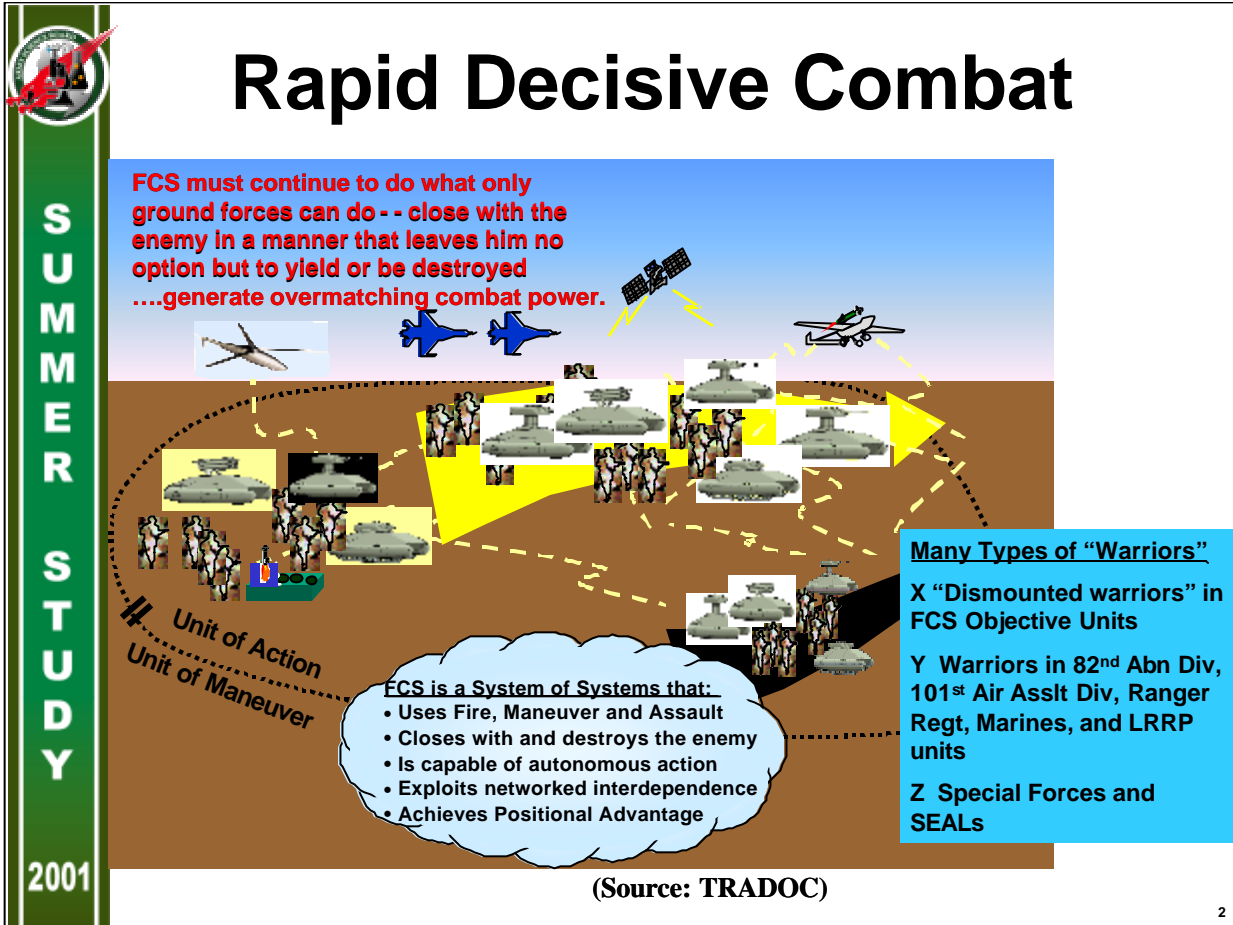 Rapid Decisive Combat
SUMMER STUDY
2001
FCS must continue to do what only
ground forces can do - - close with the
enemy in a manner that leaves him no
option but to yield or be destroyed
….generate overmatching combat power.
Unit of Action
Unit of Maneuver
FCS is a System of Systems that:
• Uses Fire, Maneuver and Assault
• Closes with and destroys the enemy
• Is capable of autonomous action
• Exploits networked interdependence
• Achieves Positional Advantage
Many Types of “Warriors”
X “Dismounted warriors” in
FCS Objective Units
Y Warriors in 82nd Abn Div,
101st Air Asslt Div, Ranger
Regt, Marines, and LRRP
units
Z Special Forces and
SEALs
(Source: TRADOC)
2